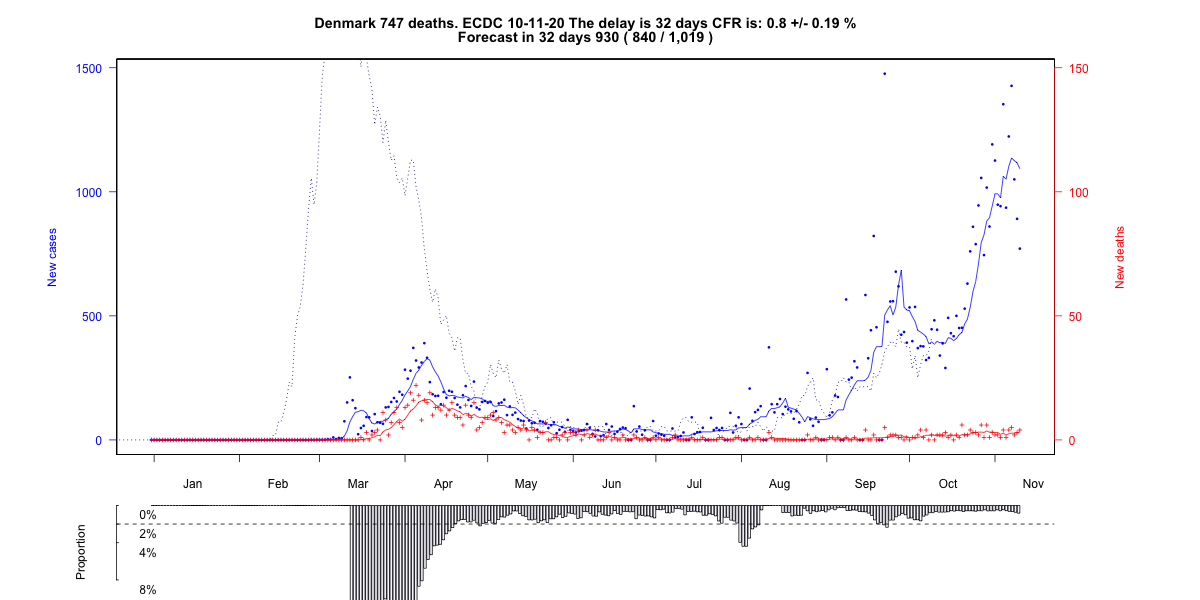 Denmark 747 deaths. ECDC 10-11-20 The delay is 32 days CFR is: 0.8 +/- 0.19 %
Forecast in 32 days 930 ( 840 / 1,019 )
1500
1000
500
0
New cases
150
100
50
0
New deaths
Jan Feb Mar Apr May Jun Jul Aug Sep Oct Nov
Proportion
0%
2%
4%
8%